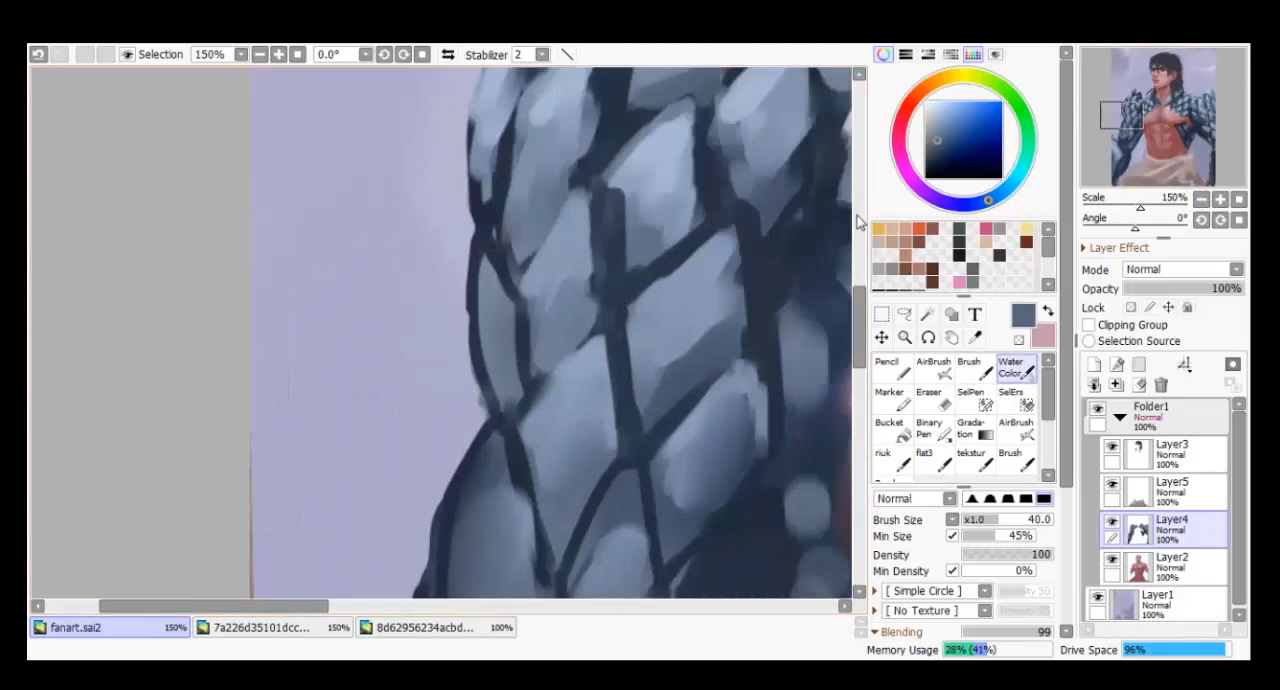 Selection 150% 0.0° Stabilizer 2
Scale 150%
Angle 0°
Layer Effect
Mode Normal
Opacity 100%
Lock
Clipping Group
Selection Source
T
Pencil AirBrush Brush Water Color
Marker Eraser SelPen SelErs
Bucket Binary Pen Grada-tion AirBrush
riuk flat3 tekstur Brush
Normal
Brush Size x1.0 40.0
Min Size 45%
Density 100
Min Density 0%
[ Simple Circle ]
[ No Texture ]
Blending 99
Folder1
Normal
100%
Layer3
Normal
100%
Layer5
Normal
100%
Layer4
Normal
100%
Layer2
Normal
100%
Layer1
Normal
100%
fanart.sai2 150% 7a226d35101dcc... 150% 8d62956234acbd... 100%
Memory Usage 28% (41%) Drive Space 96%